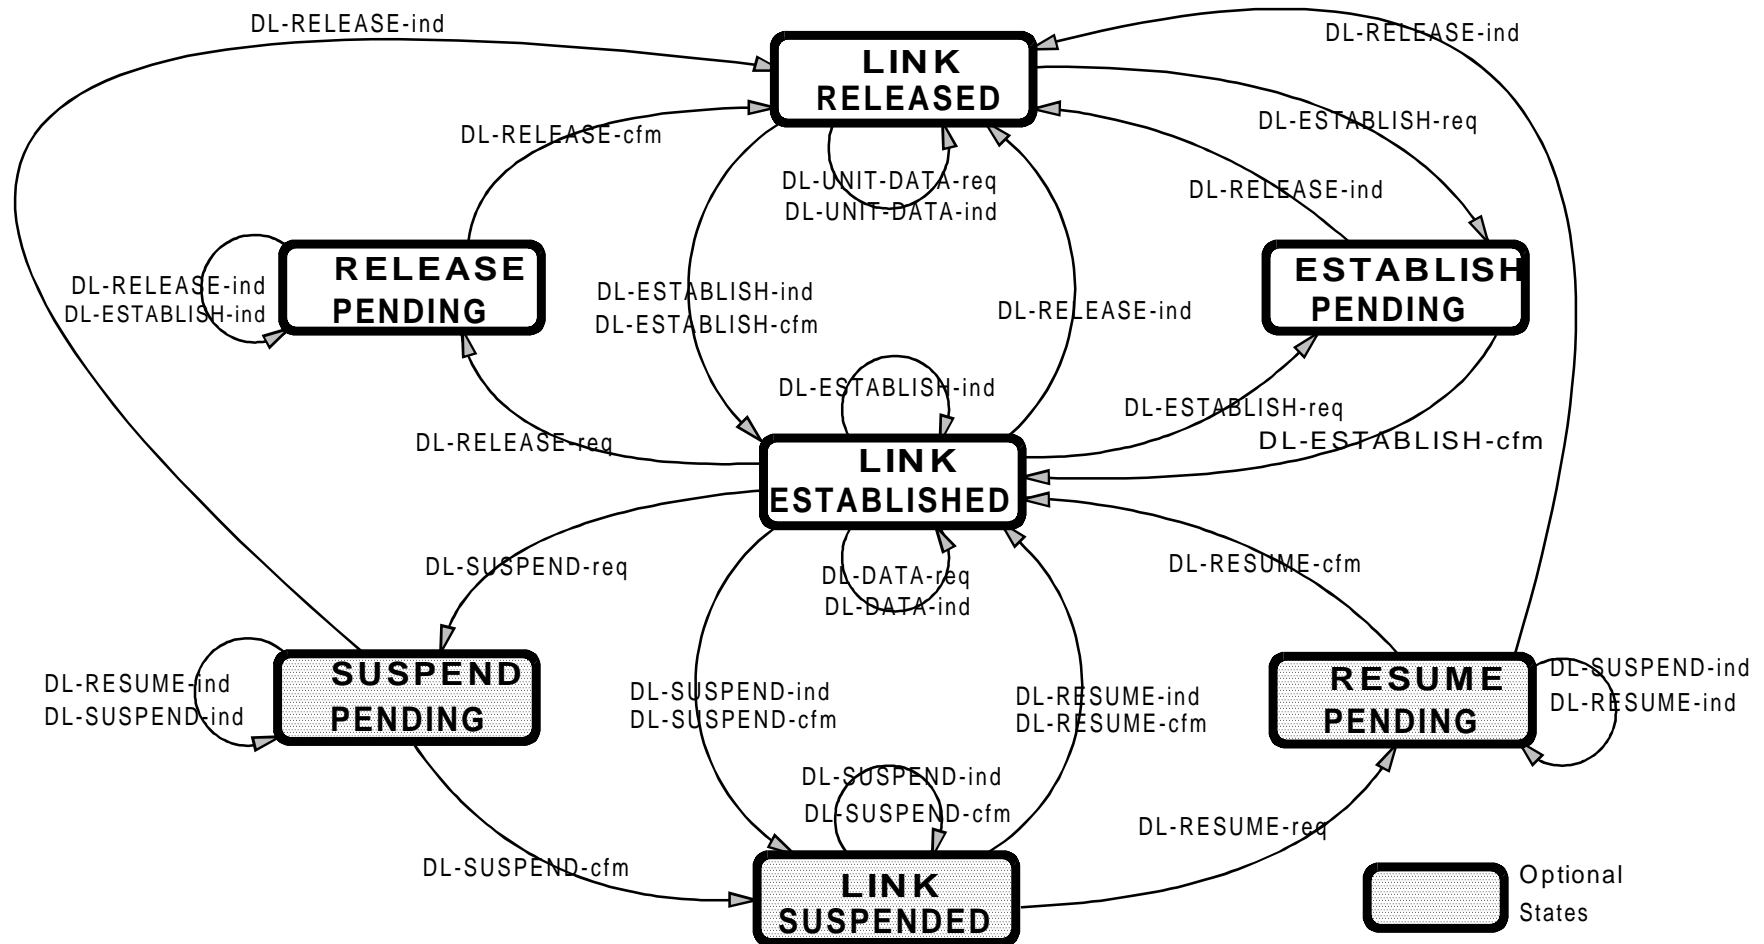 DL-RELEASE-ind
DL-RELEASE-ind
LINK
RELEASED
DL-RELEASE-cfm
DL-ESTABLISH-req
DL-UNIT-DATA-req
DL-UNIT-DATA-ind
DL-RELEASE-ind
RELEASE
PENDING
ESTABLISH
PENDING
DL-RELEASE-ind
DL-ESTABLISH-ind
DL-ESTABLISH-ind
DL-ESTABLISH-cfm
DL-RELEASE-ind
DL-ESTABLISH-ind
DL-ESTABLISH-req
DL-RELEASE-req
DL-ESTABLISH-cfm
LINK
ESTABLISHED
DL-SUSPEND-req
DL-DATA-req
DL-DATA-ind
DL-RESUME-cfm
SUSPEND
PENDING
RESUME
PENDING
DL-RESUME-ind
DL-SUSPEND-ind
DL-SUSPEND-ind
DL-SUSPEND-cfm
DL-RESUME-ind
DL-RESUME-cfm
DL-SUSPEND-ind
DL-RESUME-ind
DL-SUSPEND-ind
DL-SUSPEND-cfm
DL-RESUME-req
DL-SUSPEND-cfm
LINK
SUSPENDED
Optional
States